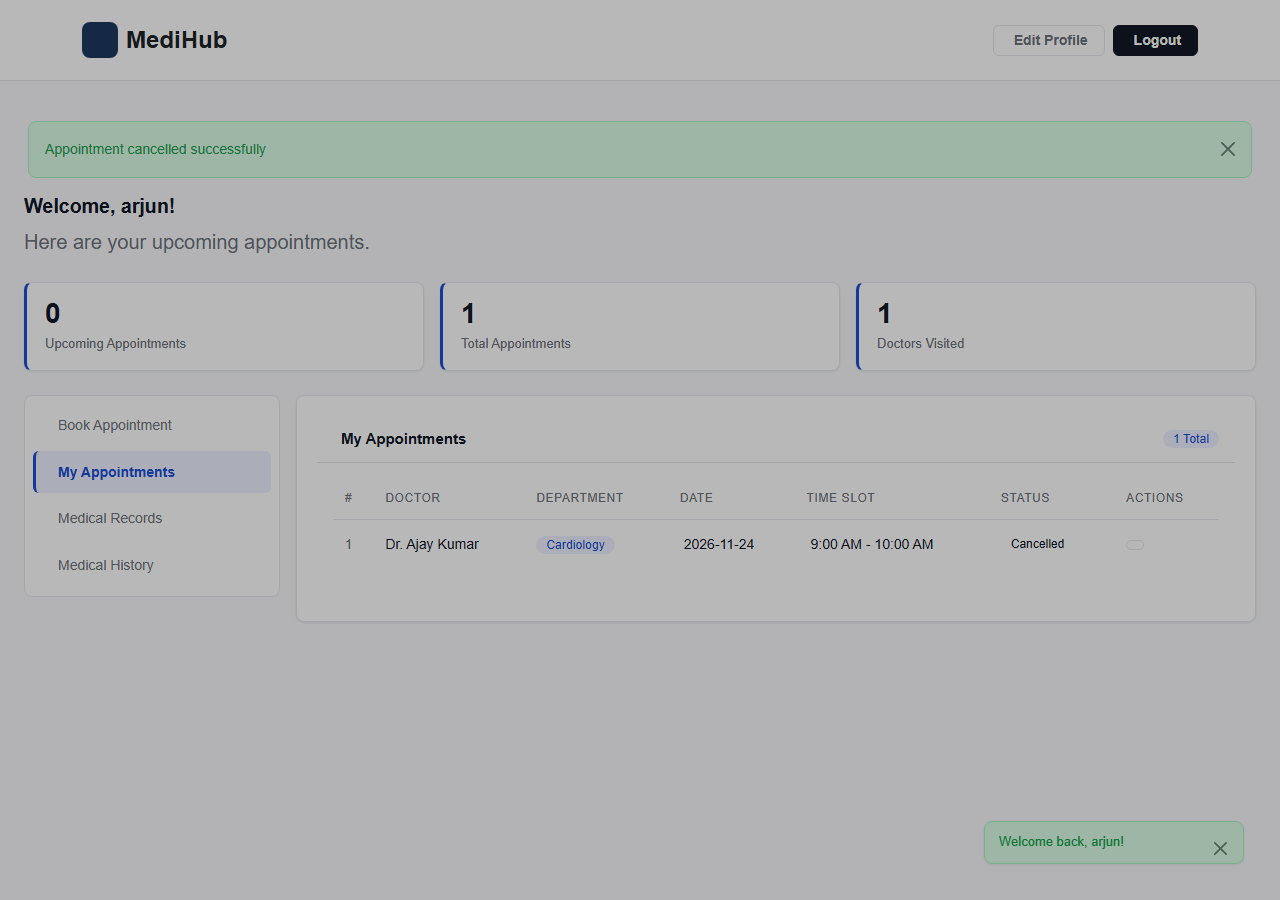 MediHub
Edit Profile
Logout
Appointment cancelled successfully
Welcome, arjun!
Here are your upcoming appointments.
0
Upcoming Appointments
1
Total Appointments
1
Doctors Visited
Book Appointment
My Appointments
Medical Records
Medical History
My Appointments
1 Total
# DOCTOR DEPARTMENT DATE TIME SLOT STATUS ACTIONS
1 Dr. Ajay Kumar Cardiology 2026-11-24 9:00 AM - 10:00 AM Cancelled
Welcome back, arjun!